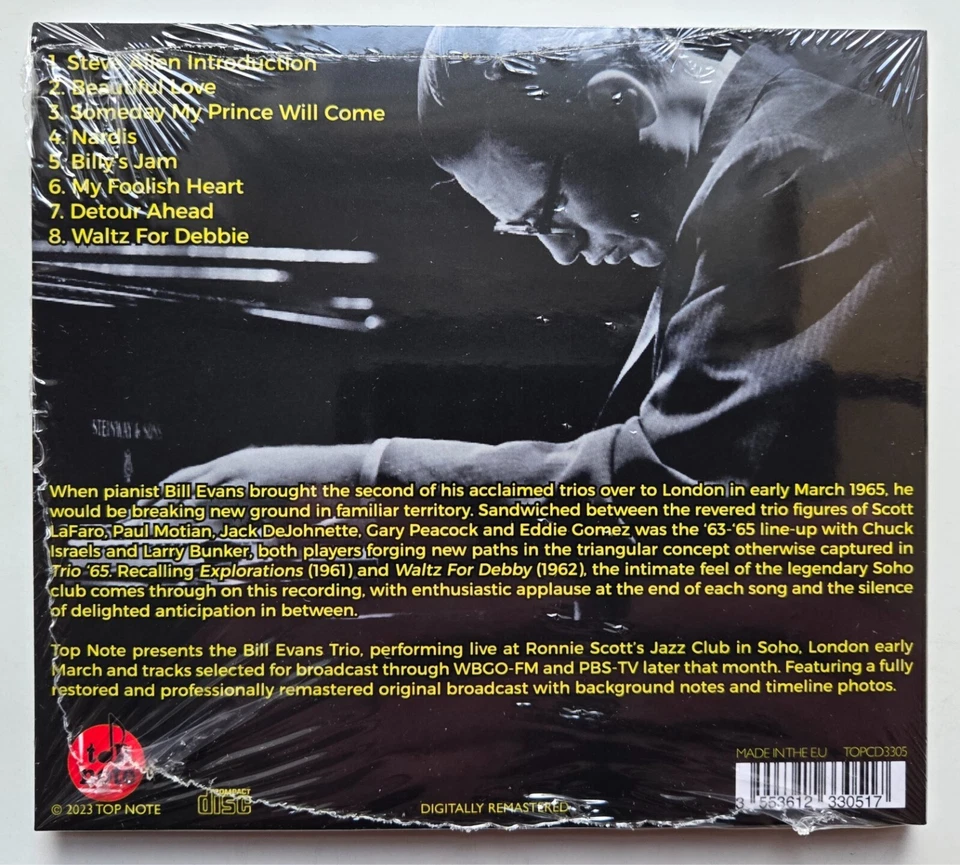 1. Steve Allen Introduction
2. Beautiful Love
3. Someday My Prince Will Come
4. Nardis
5. Billy's Jam
6. My Foolish Heart
7. Detour Ahead
8. Waltz For Debbie
STEINWAY & SONS
When pianist Bill Evans brought the second of his acclaimed trios over to London in early March 1965, he
would be breaking new ground in familiar territory. Sandwiched between the revered trio figures of Scott
LaFaro, Paul Motian, Jack DeJohnette, Gary Peacock and Eddie Gomez was the '63-'65 line-up with Chuck
Israels and Larry Bunker, both players forging new paths in the triangular concept otherwise captured in
Trio '65. Recalling Explorations (1961) and Waltz For Debby (1962), the intimate feel of the legendary Soho
club comes through on this recording, with enthusiastic applause at the end of each song and the silence
of delighted anticipation in between.
Top Note presents the Bill Evans Trio, performing live at Ronnie Scott's Jazz Club in Soho, London early
March and tracks selected for broadcast through WBGO-FM and PBS-TV later that month. Featuring a fully
restored and professionally remastered original broadcast with background notes and timeline photos.
top
note
© 2023 TOP NOTE
COMPACT
disc
DIGITALLY REMASTERED
MADE IN THE EU TOPCD3305
3 553612 330517